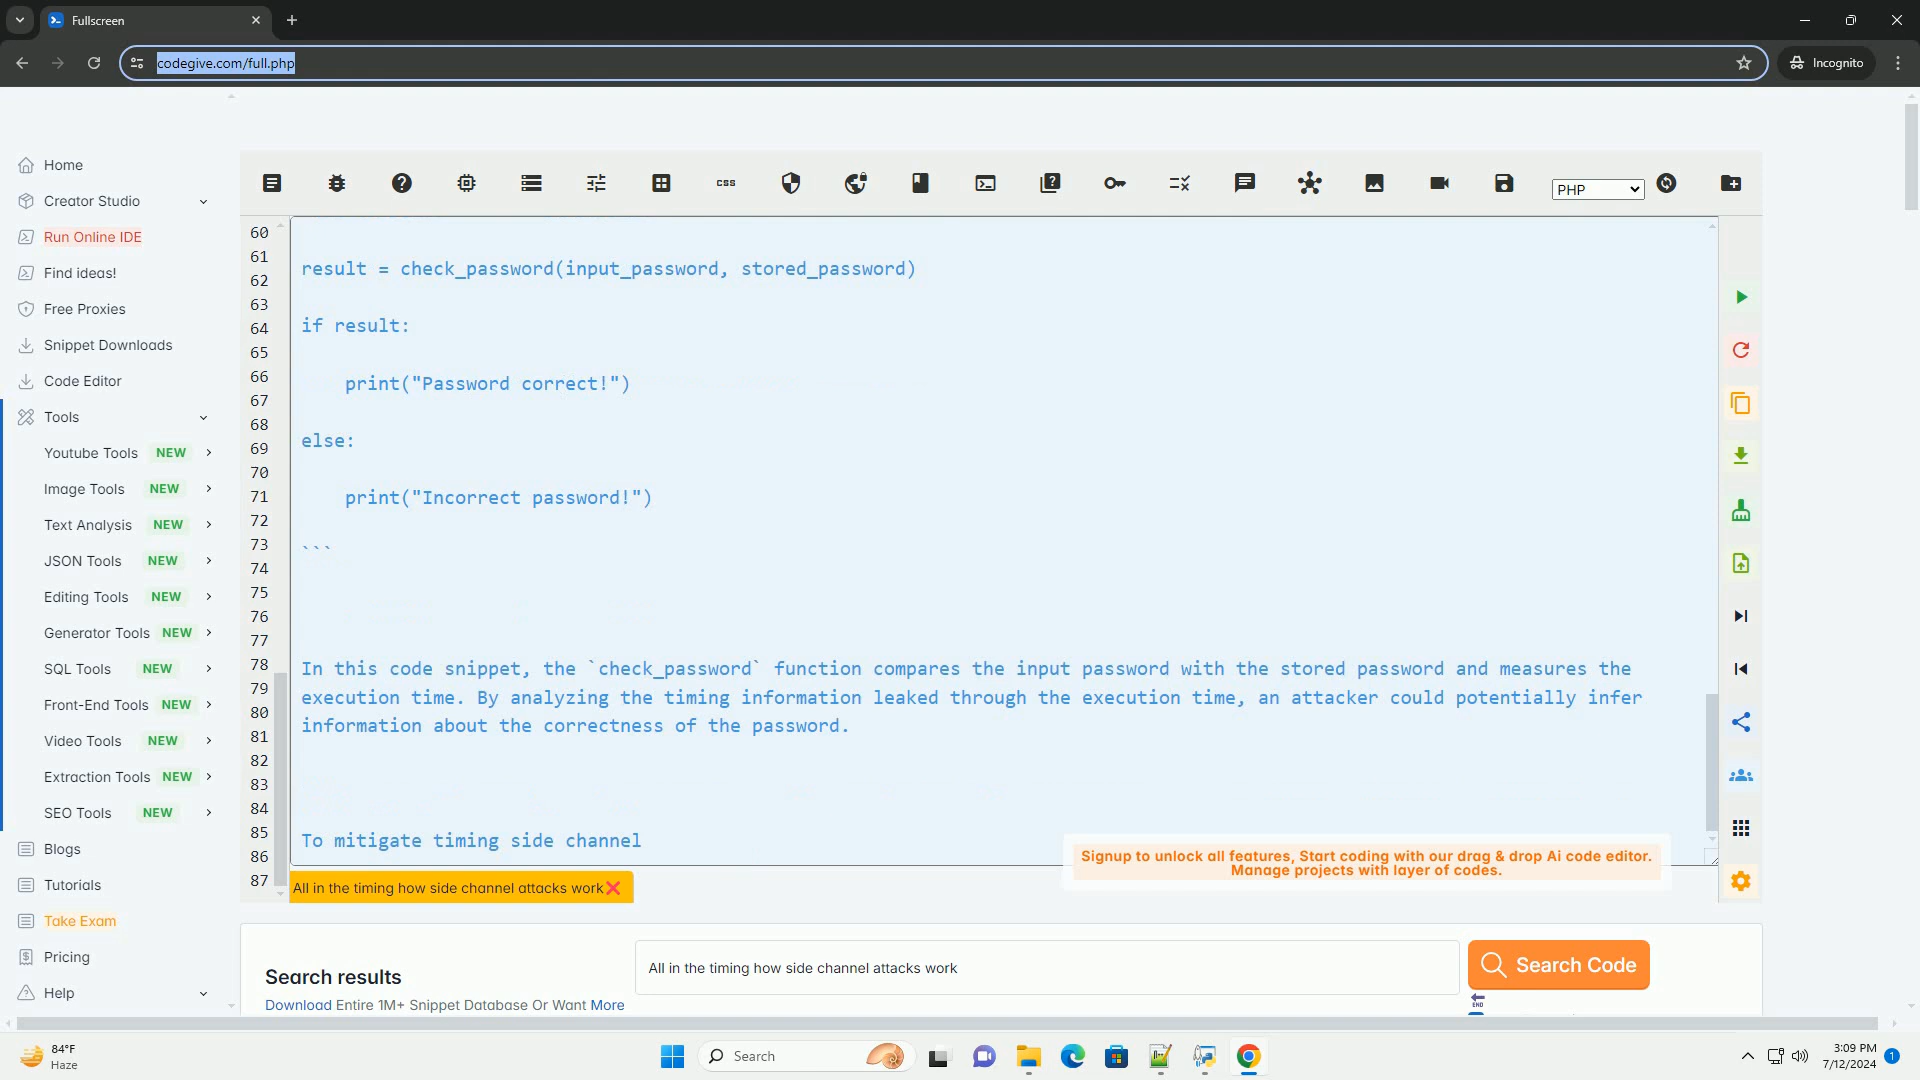 Fullscreen
codegive.com/full.php
Incognito
Home
Creator Studio
Run Online IDE
Find ideas!
Free Proxies
Snippet Downloads
Code Editor
Tools
Youtube Tools NEW
Image Tools NEW
Text Analysis NEW
JSON Tools NEW
Editing Tools NEW
Generator Tools NEW
SQL Tools NEW
Front-End Tools NEW
Video Tools NEW
Extraction Tools NEW
SEO Tools NEW
Blogs
Tutorials
Take Exam
Pricing
Help
css
PHP
60
61
62
63
64
65
66
67
68
69
70
71
72
73
74
75
76
77
78
79
80
81
82
83
84
85
86
87
result = check_password(input_password, stored_password)
if result:
print("Password correct!")
else:
print("Incorrect password!")
```
In this code snippet, the `check_password` function compares the input password with the stored password and measures the
execution time. By analyzing the timing information leaked through the execution time, an attacker could potentially infer
information about the correctness of the password.
To mitigate timing side channel
Signup to unlock all features, Start coding with our drag & drop Ai code editor.
Manage projects with layer of codes.
All in the timing how side channel attacks work
Search results
Download Entire 1M+ Snippet Database Or Want More
All in the timing how side channel attacks work
Search Code
END
84°F
Haze
Search
3:09 PM
7/12/2024
1